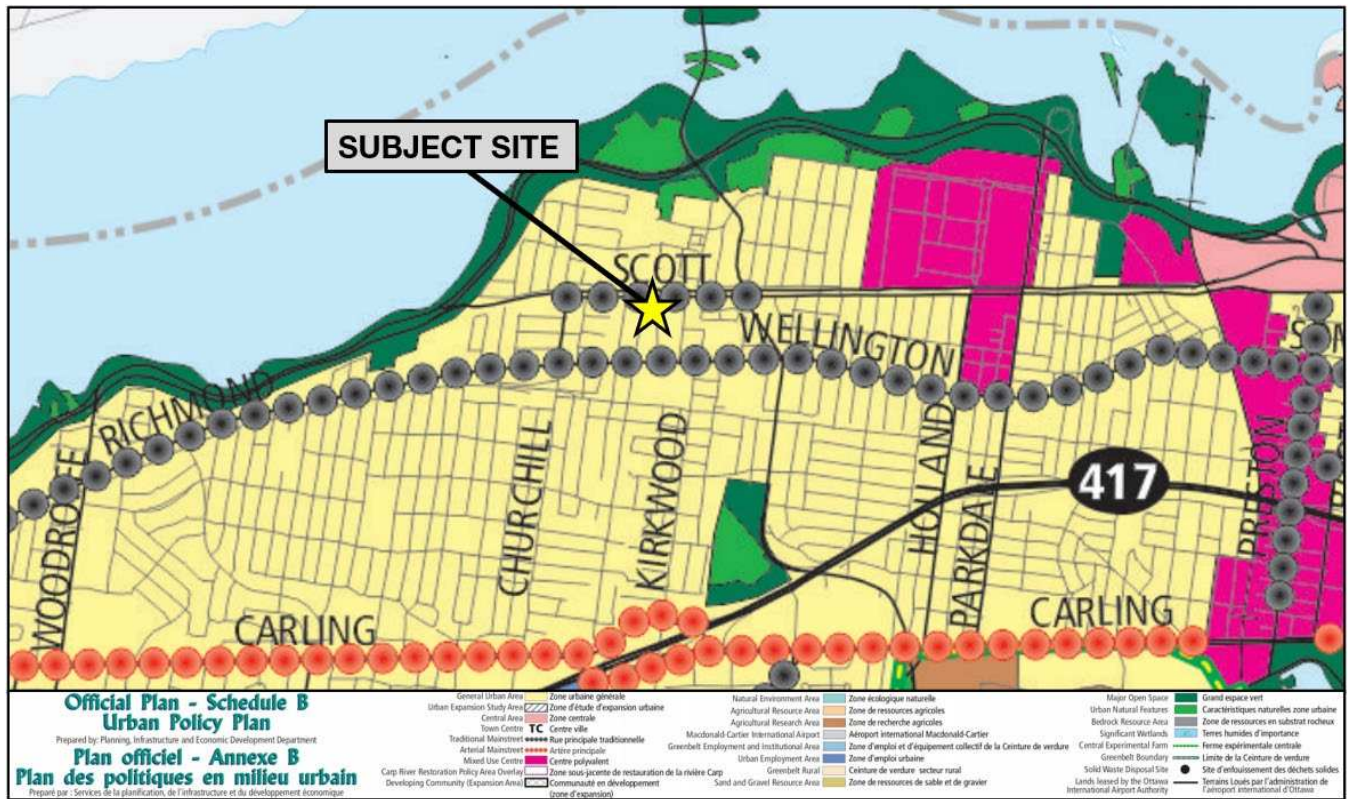 SUBJECT SITE
SCOTT
WELLINGTON
RICHMOND
WOODROFFE
CHURCHILL
KIRKWOOD
HOLLAND
PARKDALE
417
PRESTON
SOM
CARLING
CARLING
Official Plan - Schedule B
Urban Policy Plan
Prepared by: Planning, Infrastructure and Economic Development Department
Plan officiel - Annexe B
Plan des politiques en milieu urbain
Préparé par : Services de la planification, de l'infrastructure et du développement économique
General Urban Area Zone urbaine générale
Urban Expansion Study Area Zone d'étude d'expansion urbaine
Central Area Zone centrale
Town Centre TC Centre ville
Traditional Mainstreet Rue principale traditionnelle
Arterial Mainstreet Artère principale
Mixed Use Centre Centre polyvalent
Carp River Restoration Policy Area Overlay Zone sous-jacente de restauration de la rivière Carp
Developing Community (Expansion Area) Communauté en développement
(zone d'expansion)
Natural Environment Area Zone écologique naturelle
Agricultural Resource Area Zone de ressources agricoles
Agricultural Research Area Zone de recherche agricoles
Macdonald-Cartier International Airport Aéroport international Macdonald-Cartier
Greenbelt Employment and Institutional Area Zone d'emploi et d'équipement collectif de la Ceinture de verdure
Urban Employment Area Zone d'emploi urbaine
Greenbelt Rural Ceinture de verdure secteur rural
Sand and Gravel Resource Area Zone de ressources de sable et de gravier
Major Open Space Grand espace vert
Urban Natural Features Caractéristiques naturelles zone urbaine
Bedrock Resource Area Zone de ressources en substrat rocheux
Significant Wetlands Terres humides d'importance
Central Experimental Farm Ferme expérimentale centrale
Greenbelt Boundary Limite de la Ceinture de verdure
Solid Waste Disposal Site Site d'enfouissement des déchets solides
Lands leased by the Ottawa Terrains Loués par l'administration de
International Airport Authority l'aéroport international d'Ottawa